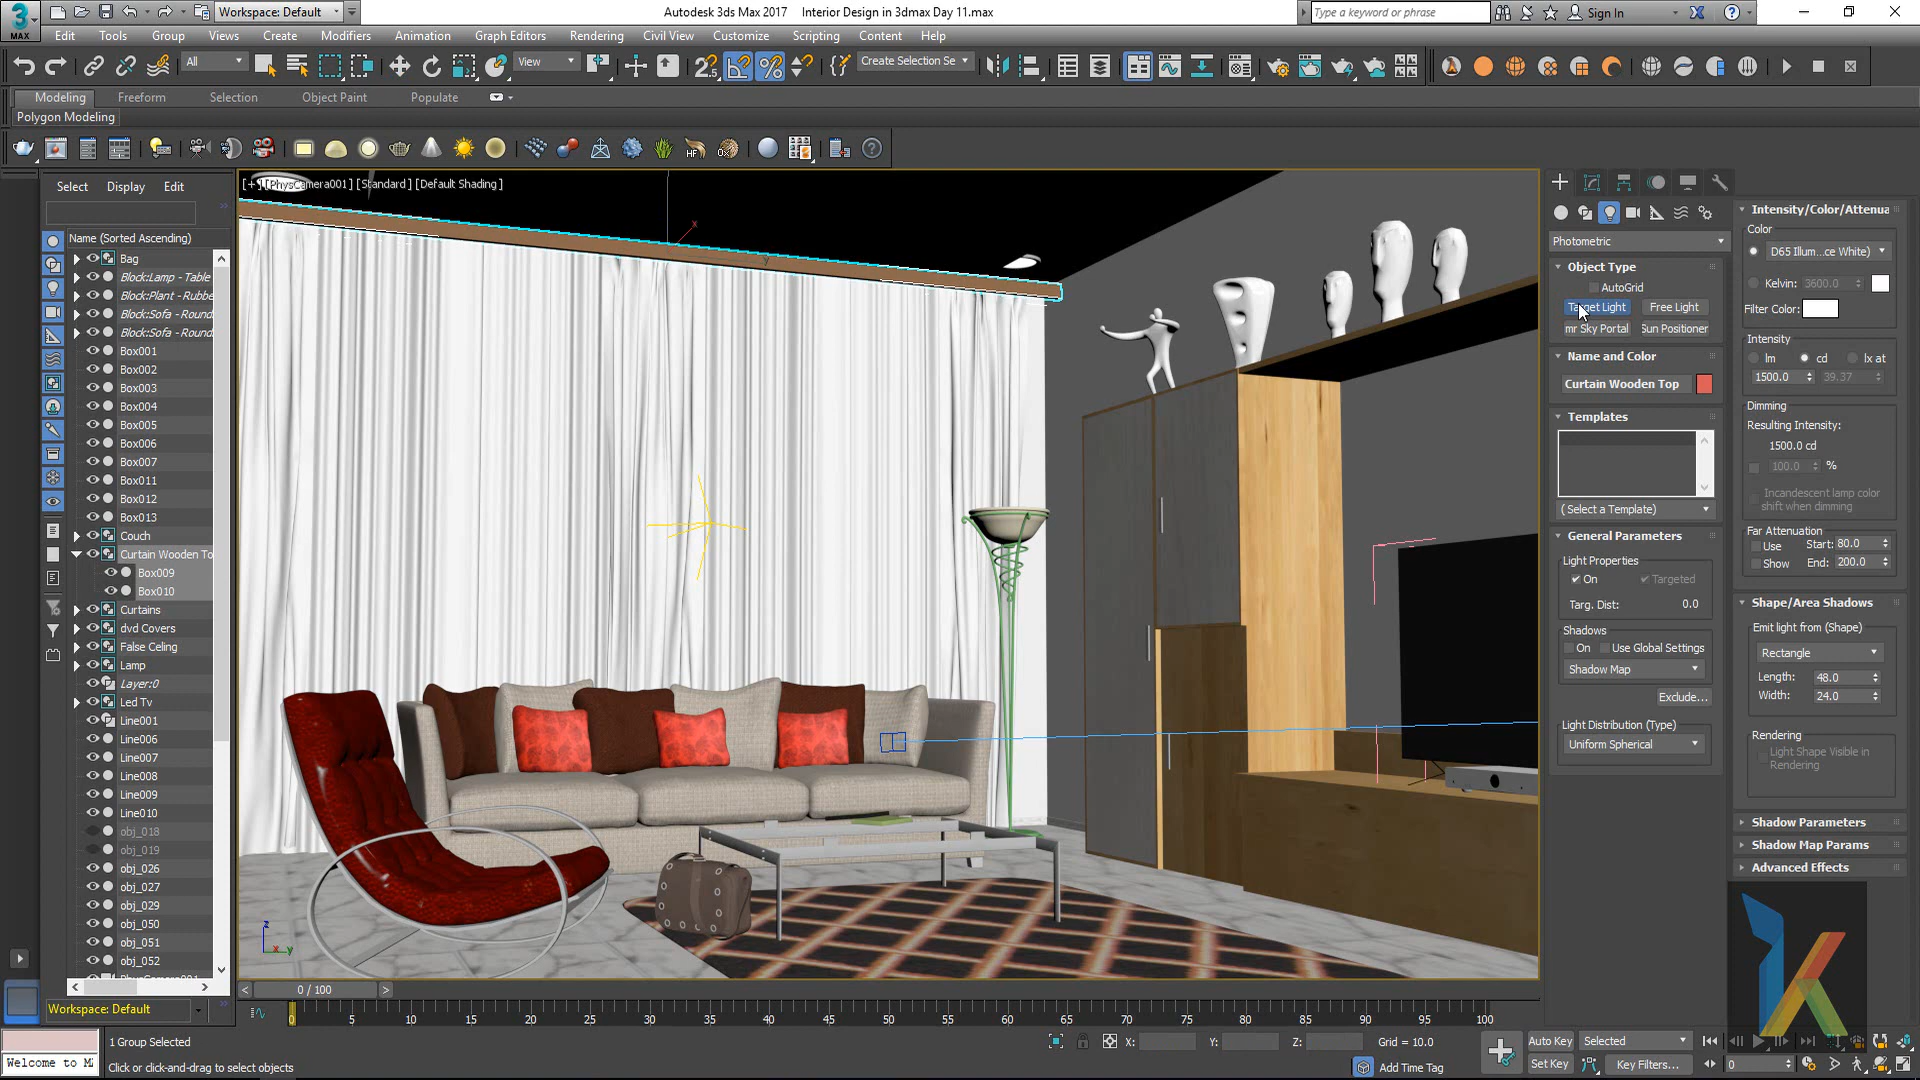 Workspace: Default
Autodesk 3ds Max 2017 Interior Design in 3dmax Day 11.max
Type a keyword or phrase
Sign In
MAX
Edit Tools Group Views Create Modifiers Animation Graph Editors Rendering Civil View Customize Scripting Content Help
All
View
Create Selection Se
Modeling Freeform Selection Object Paint Populate
Polygon Modeling
Select Display Edit
Name (Sorted Ascending)
Bag
Block:Lamp - Table
Block:Plant - Rubbe
Block:Sofa - Round
Block:Sofa - Round
Box001
Box002
Box003
Box004
Box005
Box006
Box007
Box011
Box012
Box013
Couch
Curtain Wooden To
Box009
Box010
Curtains
dvd Covers
False Celing
Lamp
Layer:0
Led Tv
Line001
Line006
Line007
Line008
Line009
Line010
obj_018
obj_019
obj_026
obj_027
obj_029
obj_050
obj_051
obj_052
Workspace: Default
[+] [PhysCamera001] [Standard] [Default Shading]
Photometric
Object Type
AutoGrid
Target Light Free Light
mr Sky Portal Sun Positioner
Name and Color
Curtain Wooden Top
Templates
(Select a Template)
General Parameters
Light Properties
On Targeted
Targ. Dist: 0.0
Shadows
On Use Global Settings
Shadow Map
Exclude...
Light Distribution (Type)
Uniform Spherical
Intensity/Color/Attenua
Color
D65 Illum...ce White)
Kelvin: 3600.0
Filter Color:
Intensity
lm cd lx at
1500.0 39.37
Dimming
Resulting Intensity:
1500.0 cd
100.0 %
Incandescent lamp color
shift when dimming
Far Attenuation
Use Start: 80.0
Show End: 200.0
Shape/Area Shadows
Emit light from (Shape)
Rectangle
Length: 48.0
Width: 24.0
Rendering
Light Shape Visible in
Rendering
Shadow Parameters
Shadow Map Params
Advanced Effects
0 / 100
0 5 10 15 20 25 30 35 40 45 50 55 60 65 70 75 80 85 90 95 100
1 Group Selected
X: Y: Z: Grid = 10.0
Auto Key Selected
Welcome to M
Click or click-and-drag to select objects
Add Time Tag
Set Key Key Filters... 0